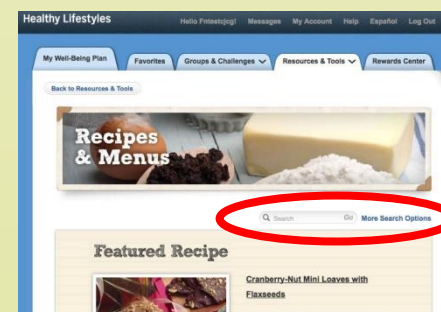 Healthy Lifestyles
Hello Fntestcjcg! Messages My Account Help Español Log Out
My Well-Being Plan Favorites Groups & Challenges Resources & Tools Rewards Center
Back to Resources & Tools
Recipes
& Menus
Search Go More Search Options
Featured Recipe
Cranberry-Nut Mini Loaves with
Flaxseeds